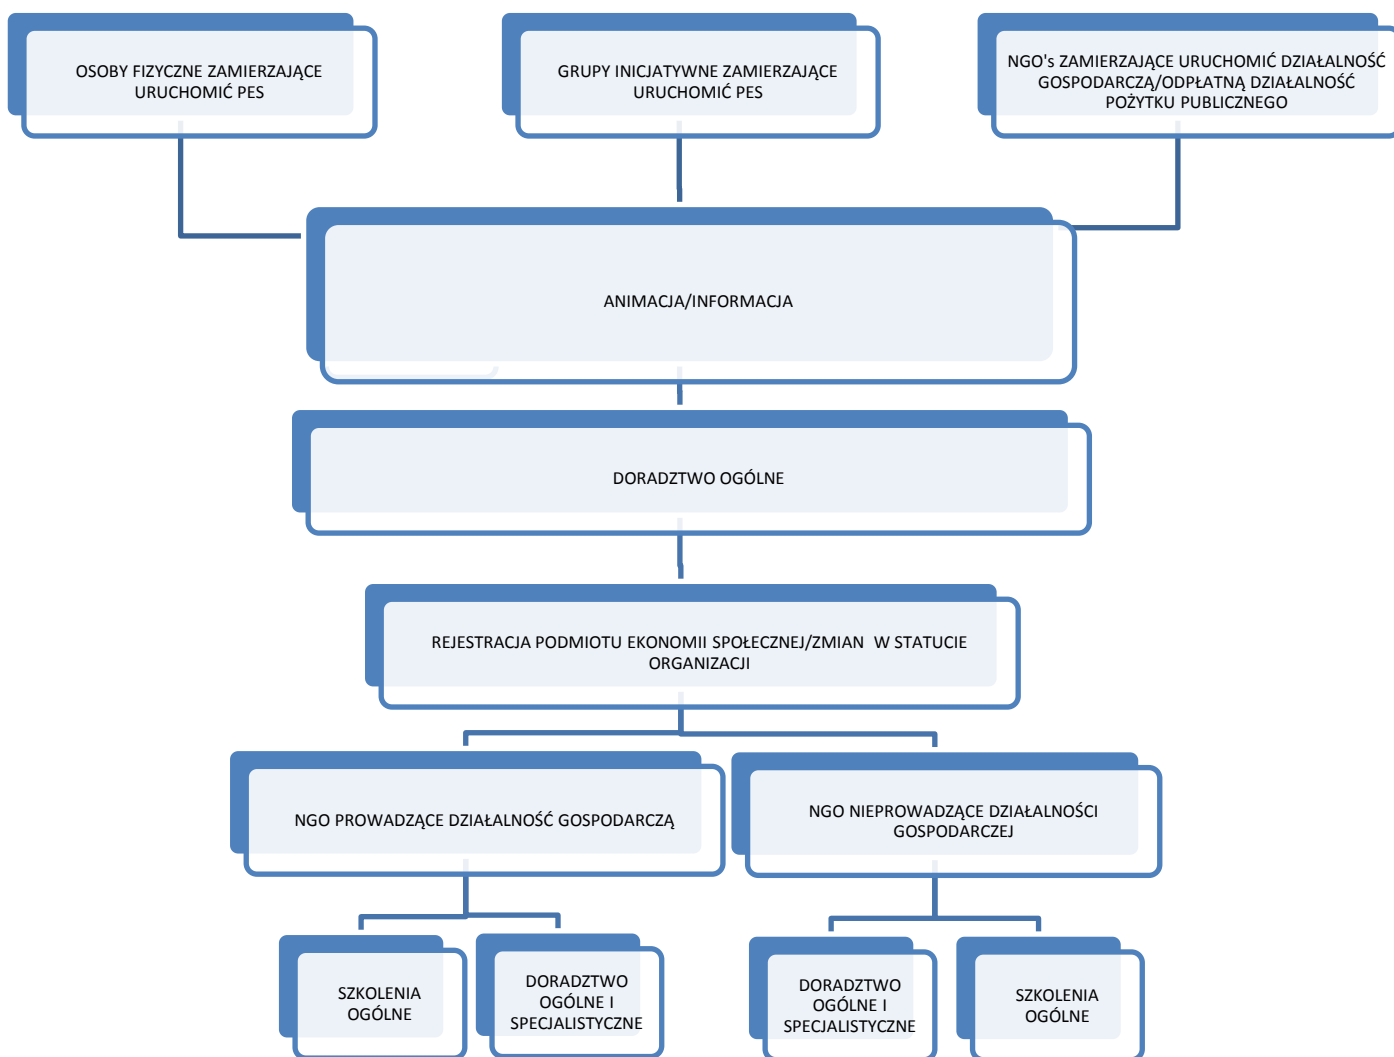 OSOBY FIZYCZNE ZAMIERZAJĄCE
URUCHOMIĆ PES
GRUPY INICJATYWNE ZAMIERZAJĄCE
URUCHOMIĆ PES
NGO's ZAMIERZAJĄCE URUCHOMIĆ DZIAŁALNOŚĆ
GOSPODARCZĄ/ODPŁATNĄ DZIAŁALNOŚĆ
POŻYTKU PUBLICZNEGO
ANIMACJA/INFORMACJA
DORADZTWO OGÓLNE
REJESTRACJA PODMIOTU EKONOMII SPOŁECZNEJ/ZMIAN W STATUCIE
ORGANIZACJI
NGO PROWADZĄCE DZIAŁALNOŚĆ GOSPODARCZĄ
NGO NIEPROWADZĄCE DZIAŁALNOŚCI
GOSPODARCZEJ
SZKOLENIA
OGÓLNE
DORADZTWO
OGÓLNE I
SPECJALISTYCZNE
DORADZTWO
OGÓLNE I
SPECJALISTYCZNE
SZKOLENIA
OGÓLNE